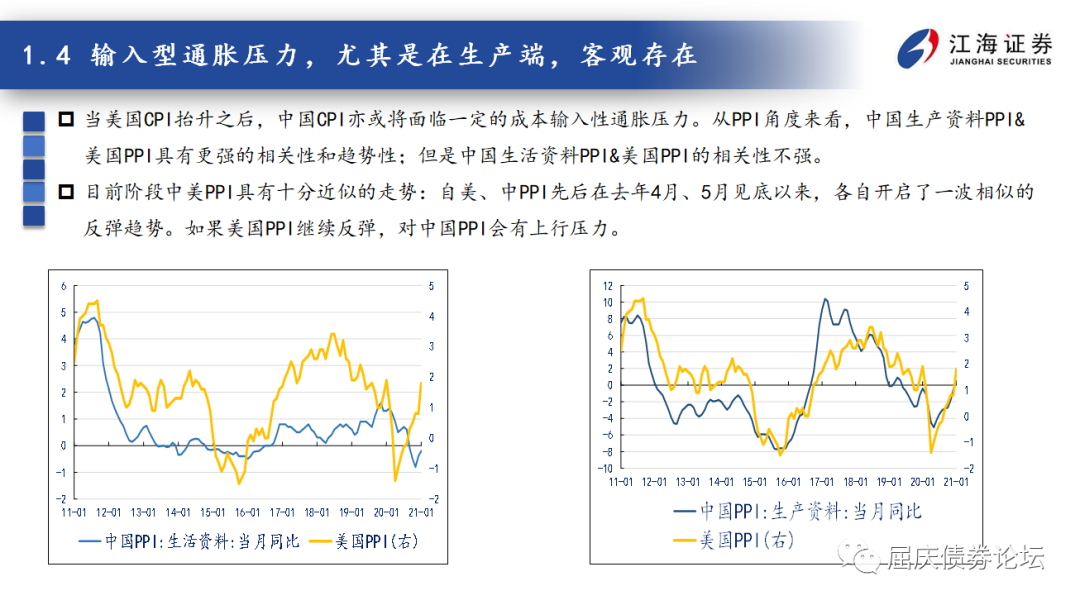 1.4 输入型通胀压力，尤其是在生产端，客观存在
江海证券
JIANGHAI SECURITIES
当美国CPI抬升之后，中国CPI亦或将面临一定的成本输入性通胀压力。从PPI角度来看，中国生产资料PPI&
美国PPI具有更强的相关性和趋势性；但是中国生活资料PPI&美国PPI的相关性不强。
目前阶段中美PPI具有十分近似的走势：自美、中PPI先后在去年4月、5月见底以来，各自开启了一波相似的
反弹趋势。如果美国PPI继续反弹，对中国PPI会有上行压力。
6
5
4
3
2
1
0
-1
-2
5
4
3
2
1
0
-1
-2
11-01 12-01 13-01 14-01 15-01 16-01 17-01 18-01 19-01 20-01 21-01
中国PPI:生活资料:当月同比 美国PPI(右)
12
10
8
6
4
2
0
-2
-4
-6
-8
-10
5
4
3
2
1
0
-1
-2
11-01 12-01 13-01 14-01 15-01 16-01 17-01 18-01 19-01 20-01 21-01
中国PPI:生产资料:当月同比
美国PPI(右)
屈庆债券论坛